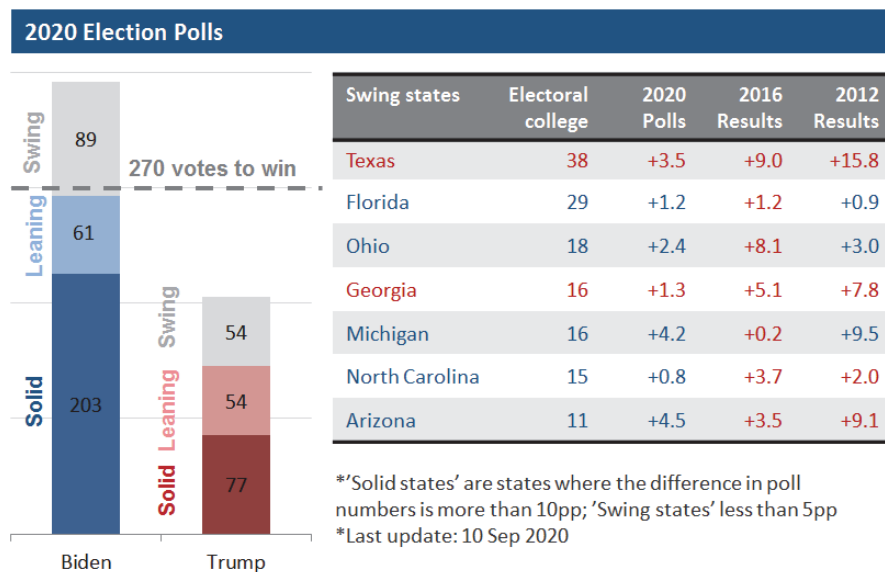 2020 Election Polls
Swing
Leaning
Solid
89
61
203
270 votes to win
Swing
Leaning
Solid
54
54
77
Biden
Trump
Swing states Electoral college 2020 Polls 2016 Results 2012 Results
Texas 38 +3.5 +9.0 +15.8
Florida 29 +1.2 +1.2 +0.9
Ohio 18 +2.4 +8.1 +3.0
Georgia 16 +1.3 +5.1 +7.8
Michigan 16 +4.2 +0.2 +9.5
North Carolina 15 +0.8 +3.7 +2.0
Arizona 11 +4.5 +3.5 +9.1
*’Solid states’ are states where the difference in poll
numbers is more than 10pp; ’Swing states’ less than 5pp
*Last update: 10 Sep 2020